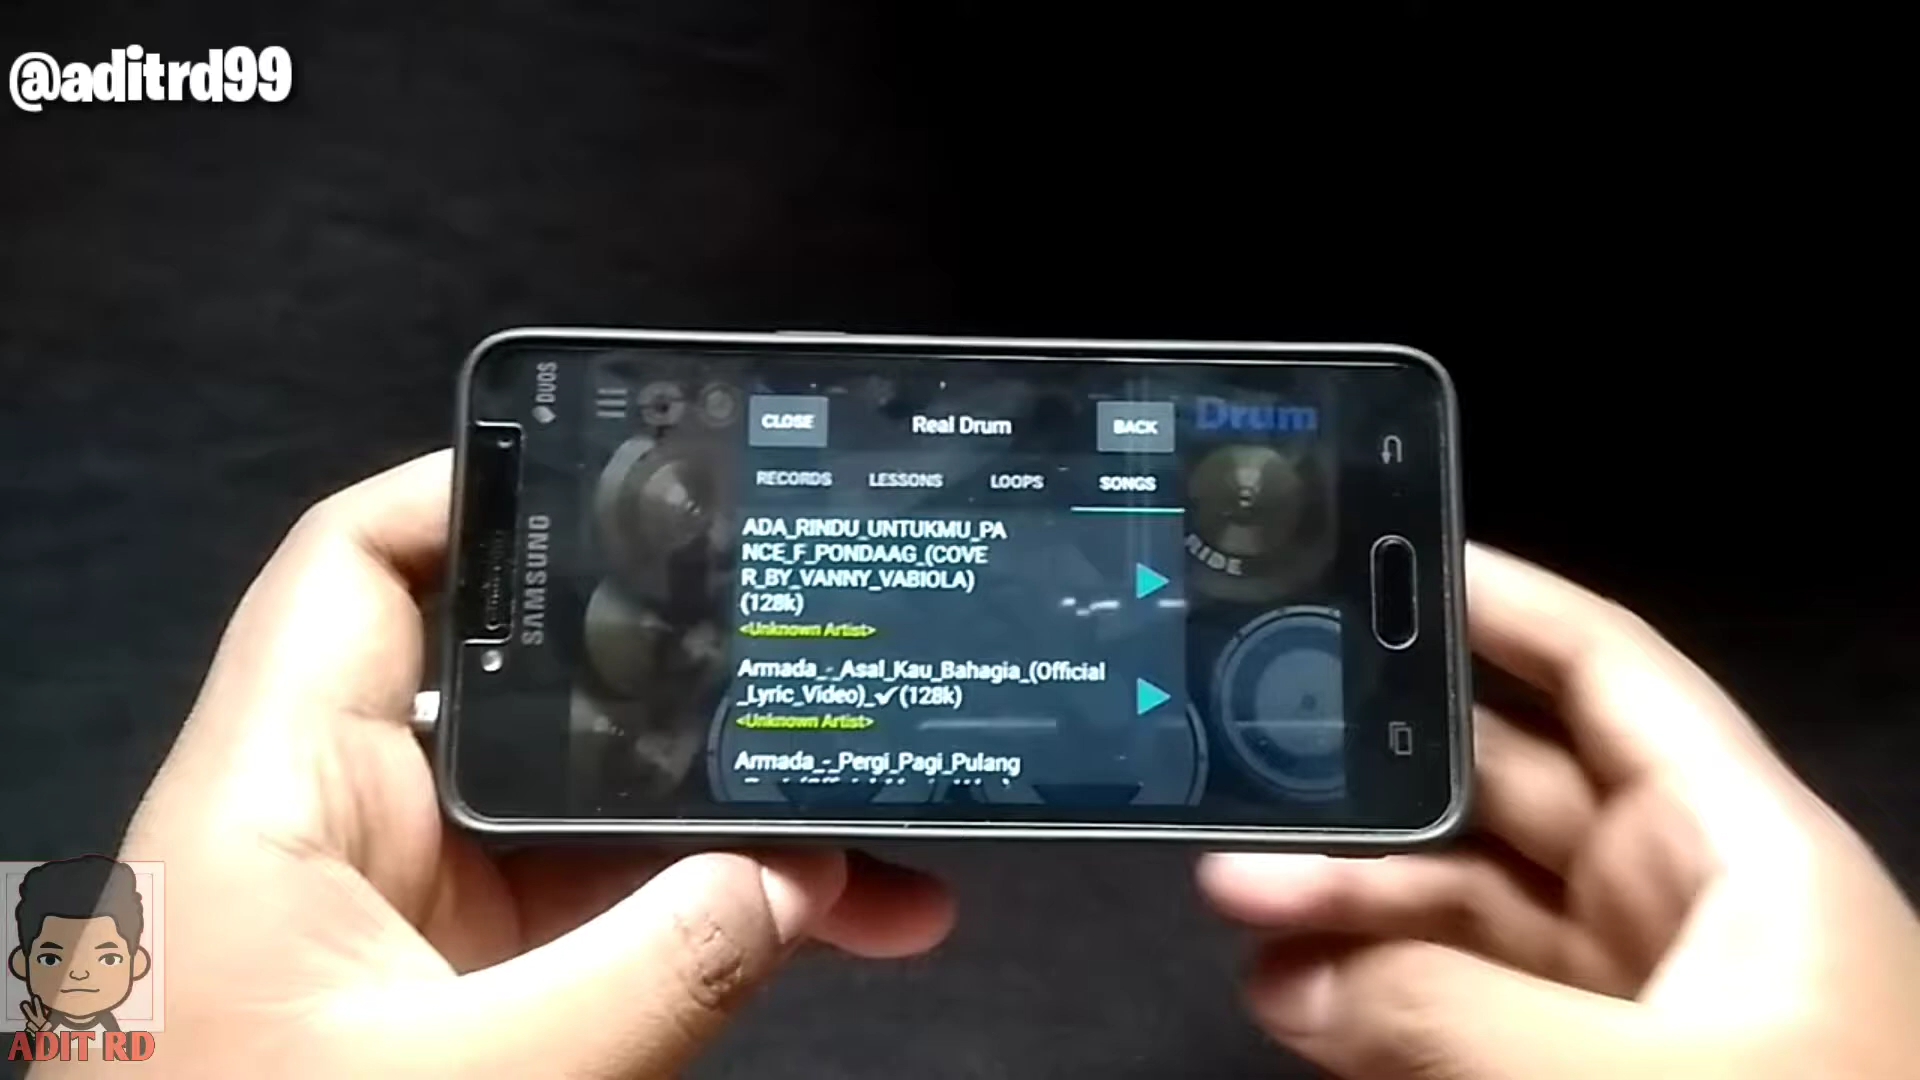 @aditrd99
DUOS
SAMSUNG
CLOSE
Real Drum
BACK
Drum
RECORDS
LESSONS
LOOPS
SONGS
RIDE
ADA_RINDU_UNTUKMU_PA
NCE_F_PONDAAG_(COVE
R_BY_VANNY_VABIOLA)
(128k)
<Unknown Artist>
Armada_-_Asal_Kau_Bahagia_(Official
_Lyric_Video)_✓(128k)
<Unknown Artist>
Armada_-_Pergi_Pagi_Pulang
ADIT RD